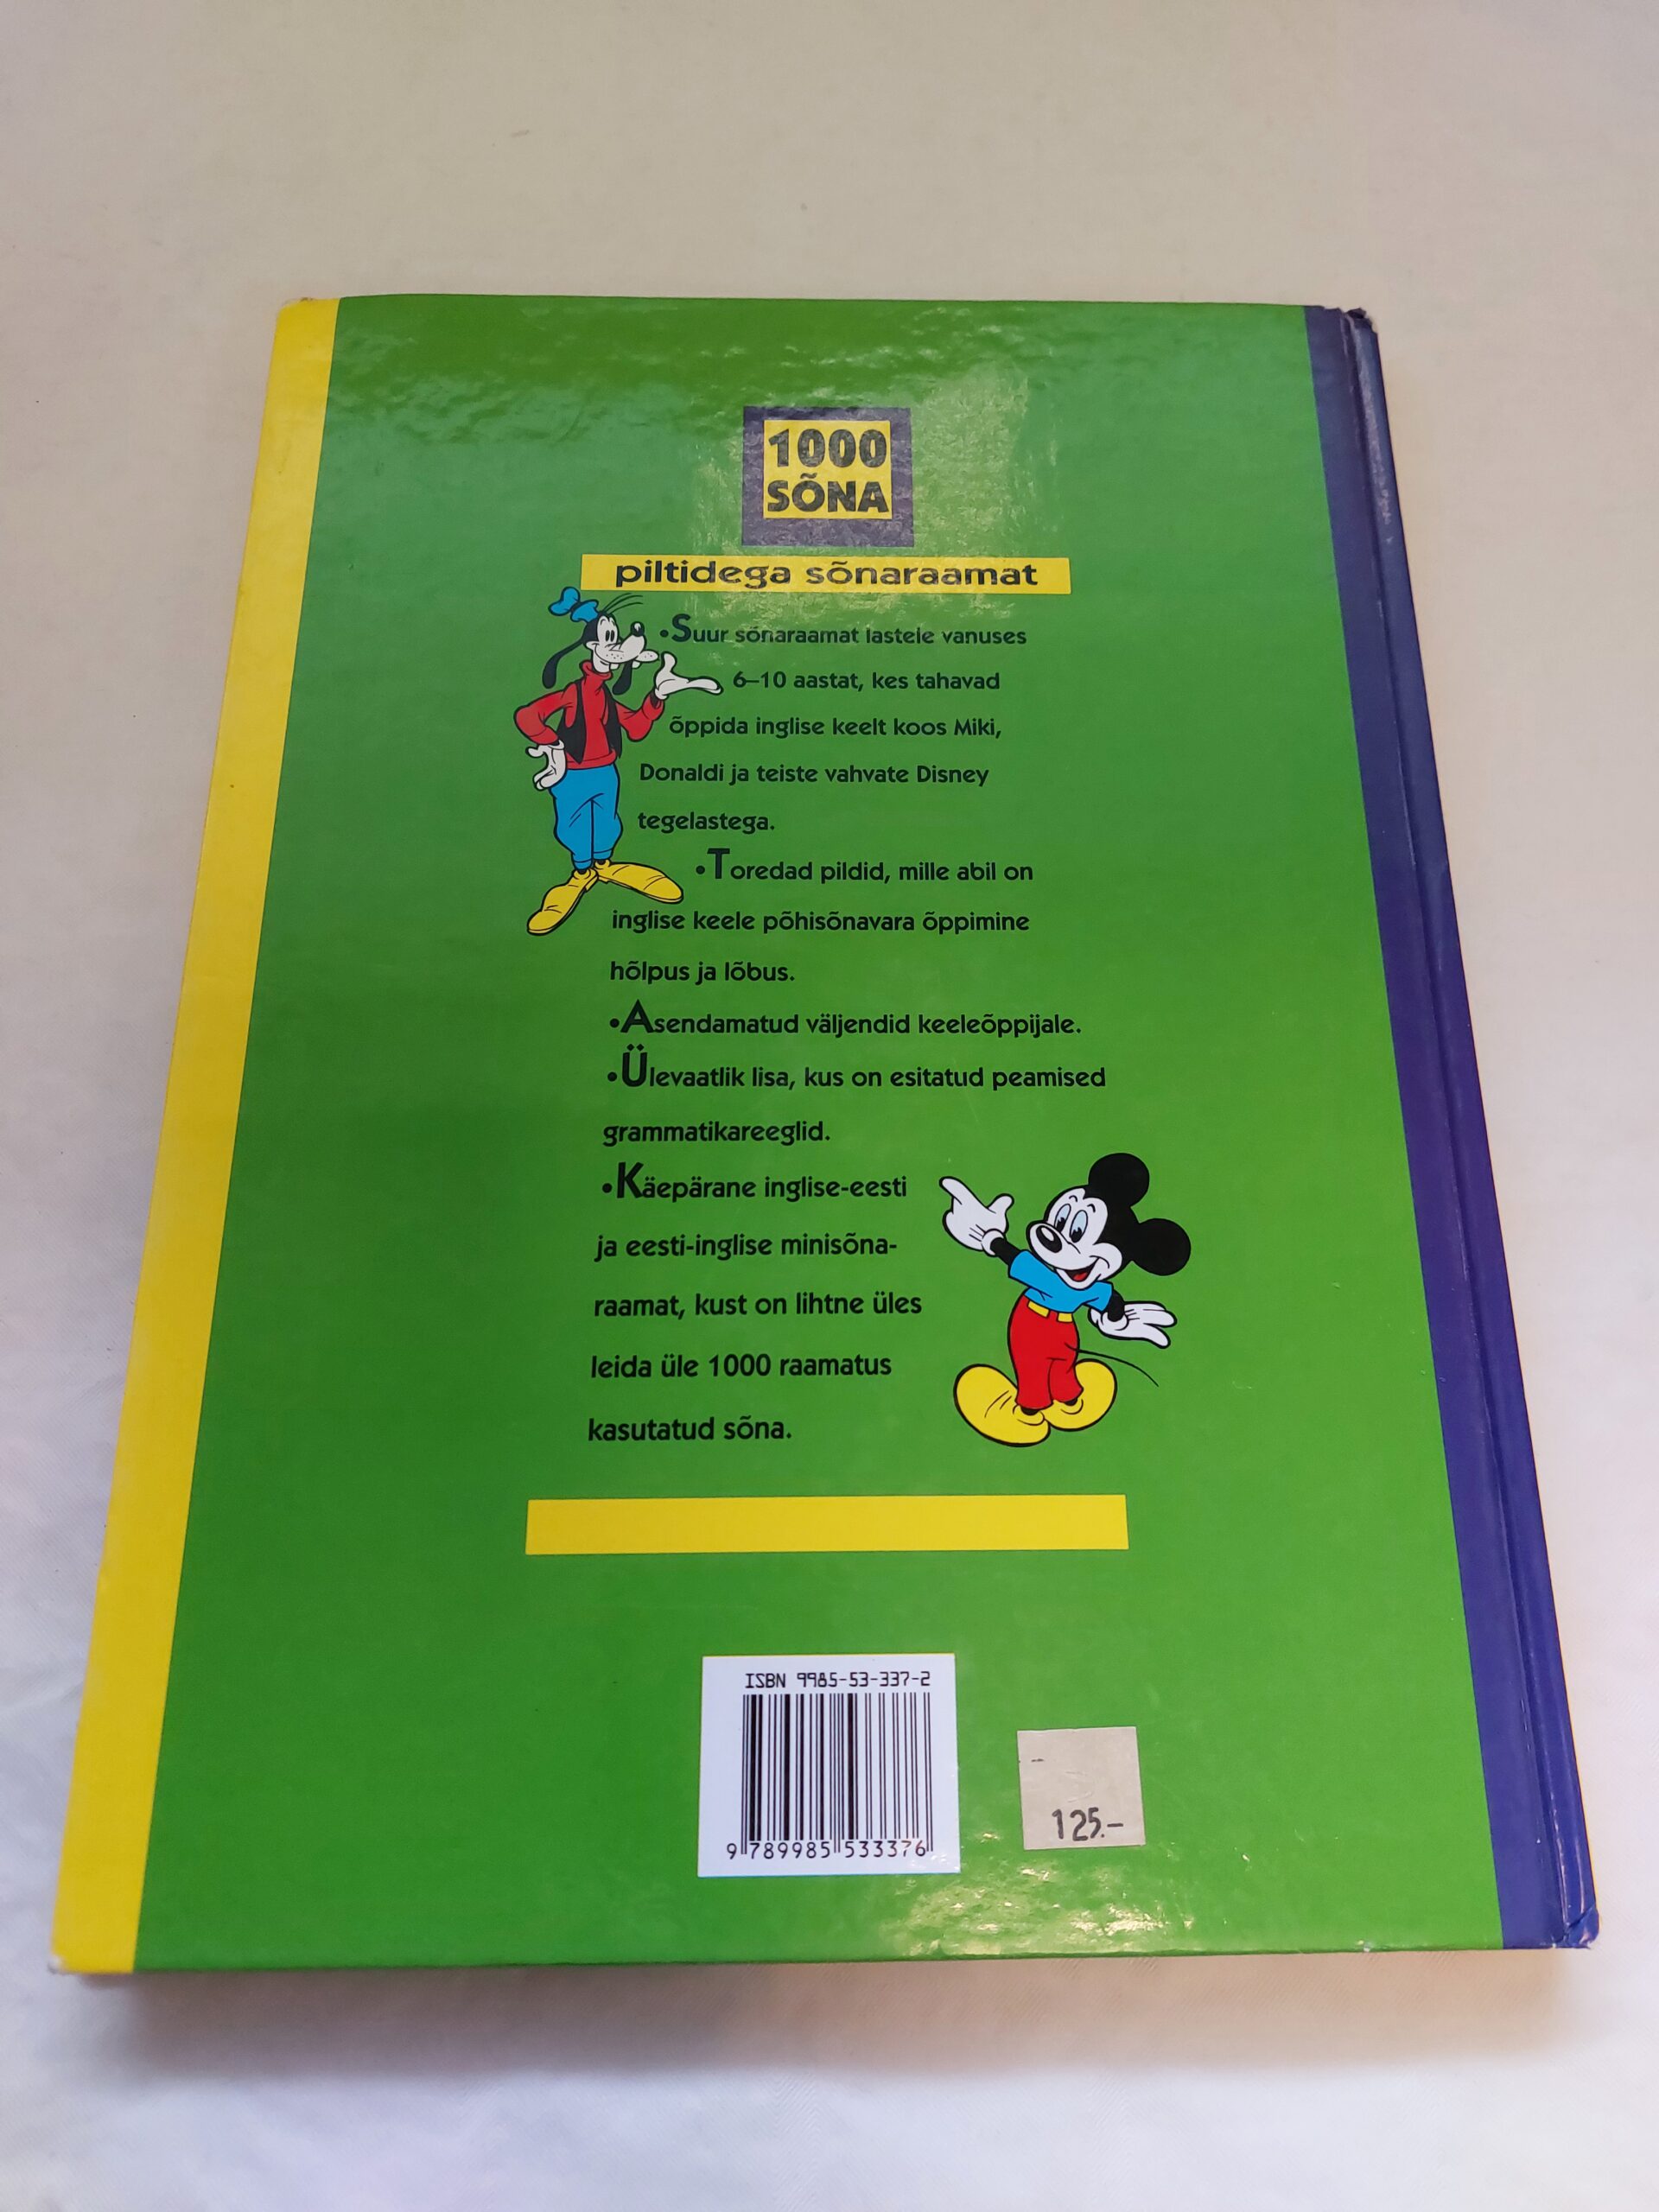 1000
SÕNA
piltidega sõnaraamat
•Suur sõnaraamat lastele vanuses
6–10 aastat, kes tahavad
õppida inglise keelt koos Miki,
Donaldi ja teiste vahvate Disney
tegelastega.
•Toredad pildid, mille abil on
inglise keele põhisõnavara õppimine
hõlpus ja lõbus.
•Asendamatud väljendid keeleõppijale.
•Ülevaatlik lisa, kus on esitatud peamised
grammatikareeglid.
•Käepärane inglise-eesti
ja eesti-inglise minisõna-
raamat, kust on lihtne üles
leida üle 1000 raamatus
kasutatud sõna.
ISBN 9985-53-337-2
9 789985 533376
125.–